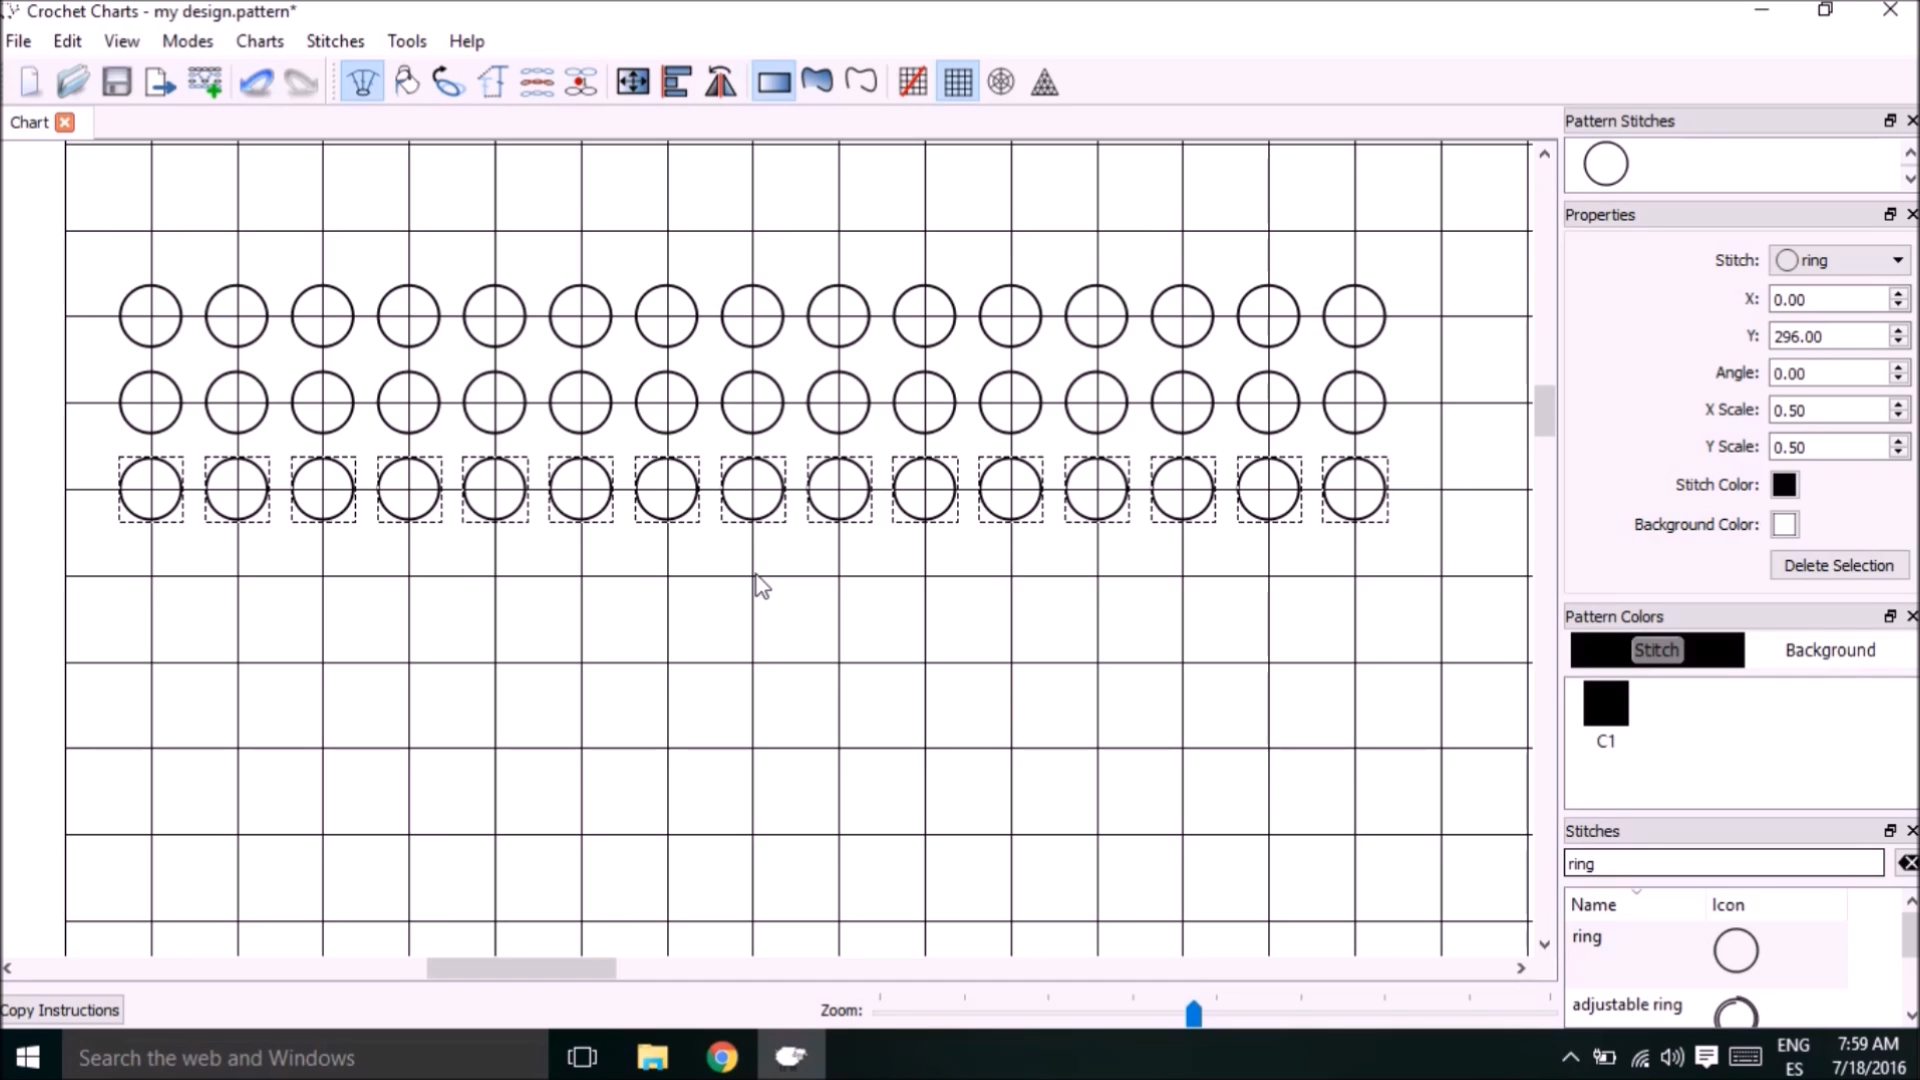 Crochet Charts - my design.pattern*
File Edit View Modes Charts Stitches Tools Help
Chart
Pattern Stitches
Properties
Stitch: ring
X: 0.00
Y: 296.00
Angle: 0.00
X Scale: 0.50
Y Scale: 0.50
Stitch Color:
Background Color:
Delete Selection
Pattern Colors
Stitch Background
C1
Stitches
ring
Name Icon
ring
adjustable ring
Copy Instructions Zoom:
Search the web and Windows
ENG
ES
7:59 AM
7/18/2016